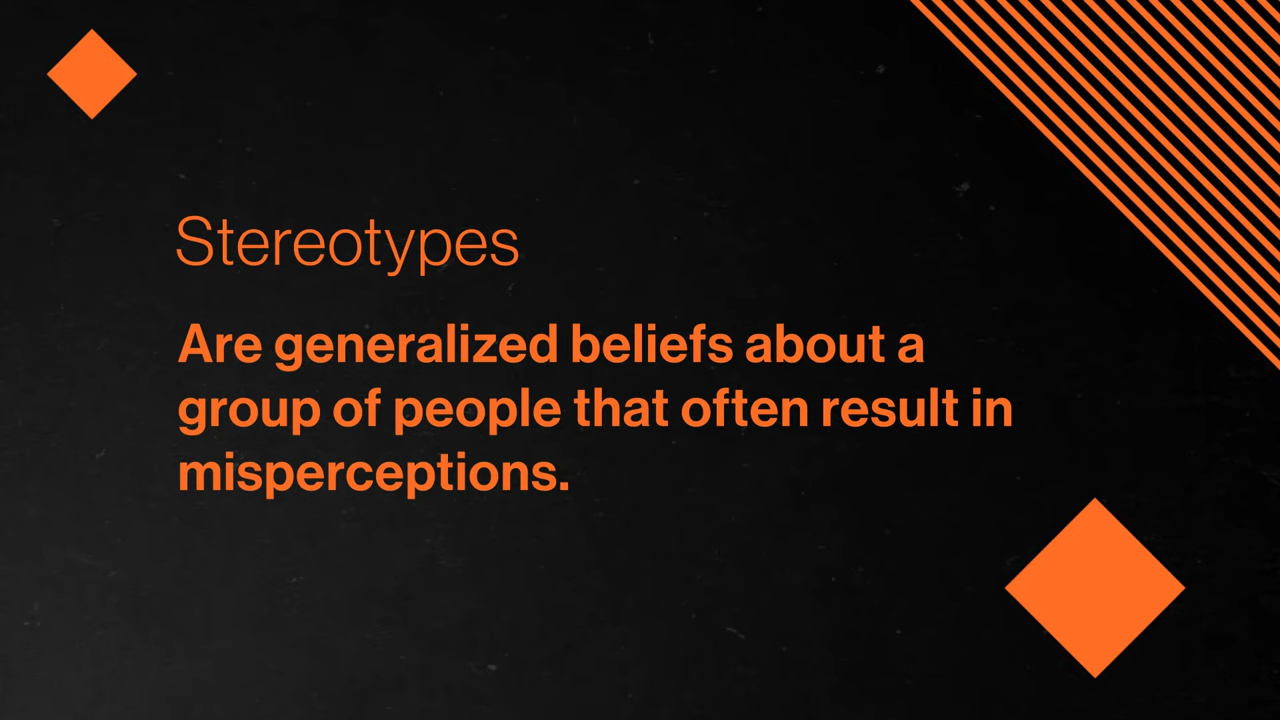 Stereotypes
Are generalized beliefs about a
group of people that often result in
misperceptions.